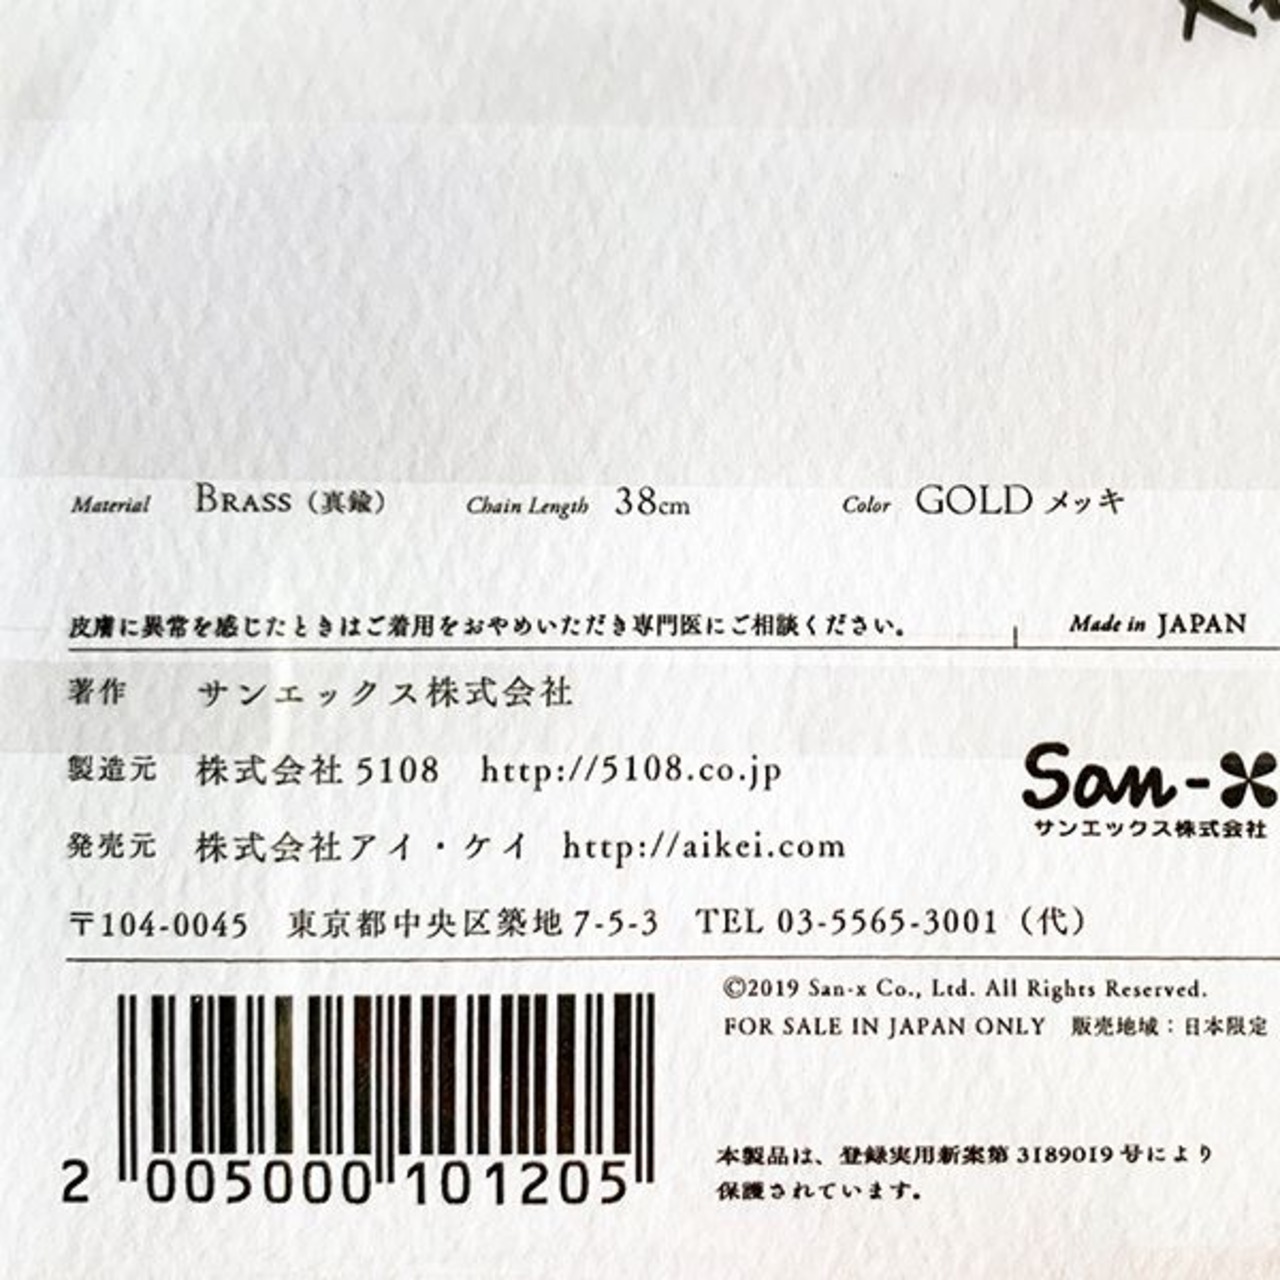 Material BRASS（真鍮） Chain Length 38cm Color GOLD メッキ
皮膚に異常を感じたときはご着用をおやめいただき専門医にご相談ください。 Made in JAPAN
著作 サンエックス株式会社
製造元 株式会社 5108 http://5108.co.jp
San-X
サンエックス株式会社
発売元 株式会社アイ・ケイ http://aikei.com
〒104-0045 東京都中央区築地 7-5-3 TEL 03-5565-3001（代）
©2019 San-x Co., Ltd. All Rights Reserved.
FOR SALE IN JAPAN ONLY 販売地域：日本限定
本製品は、登録実用新案第 3189019 号により
保護されています。
2 005000 101205